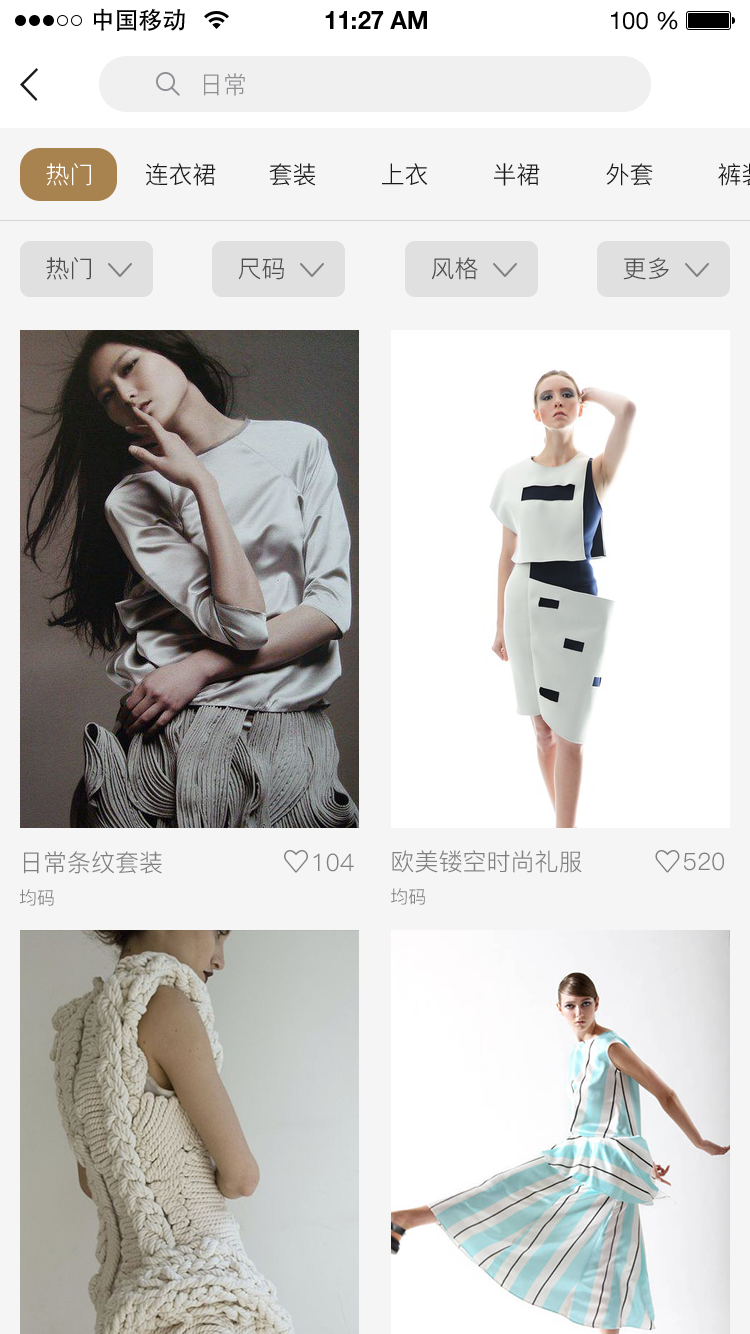 中国移动 11:27 AM 100 %
日常
热门 连衣裙 套装 上衣 半裙 外套 裤装
热门 尺码 风格 更多
日常条纹套装 104 欧美镂空时尚礼服 520
均码 均码